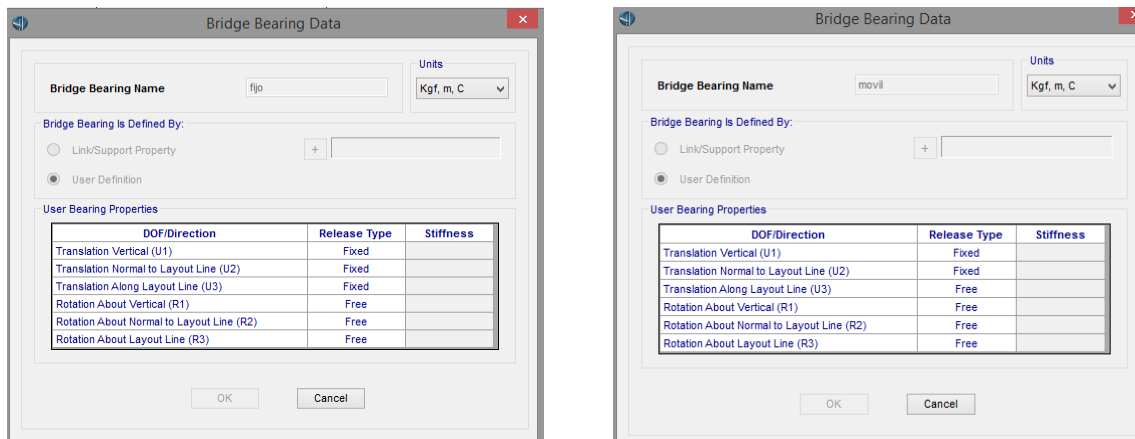 Bridge Bearing Data
Units
Bridge Bearing Name fijo Kgf, m, C
Bridge Bearing Is Defined By:
Link/Support Property +
User Definition
User Bearing Properties
DOF/Direction Release Type Stiffness
Translation Vertical (U1) Fixed
Translation Normal to Layout Line (U2) Fixed
Translation Along Layout Line (U3) Fixed
Rotation About Vertical (R1) Free
Rotation About Normal to Layout Line (R2) Free
Rotation About Layout Line (R3) Free
OK Cancel
Bridge Bearing Data
Units
Bridge Bearing Name movil Kgf, m, C
Bridge Bearing Is Defined By:
Link/Support Property +
User Definition
User Bearing Properties
DOF/Direction Release Type Stiffness
Translation Vertical (U1) Fixed
Translation Normal to Layout Line (U2) Fixed
Translation Along Layout Line (U3) Free
Rotation About Vertical (R1) Free
Rotation About Normal to Layout Line (R2) Free
Rotation About Layout Line (R3) Free
OK Cancel